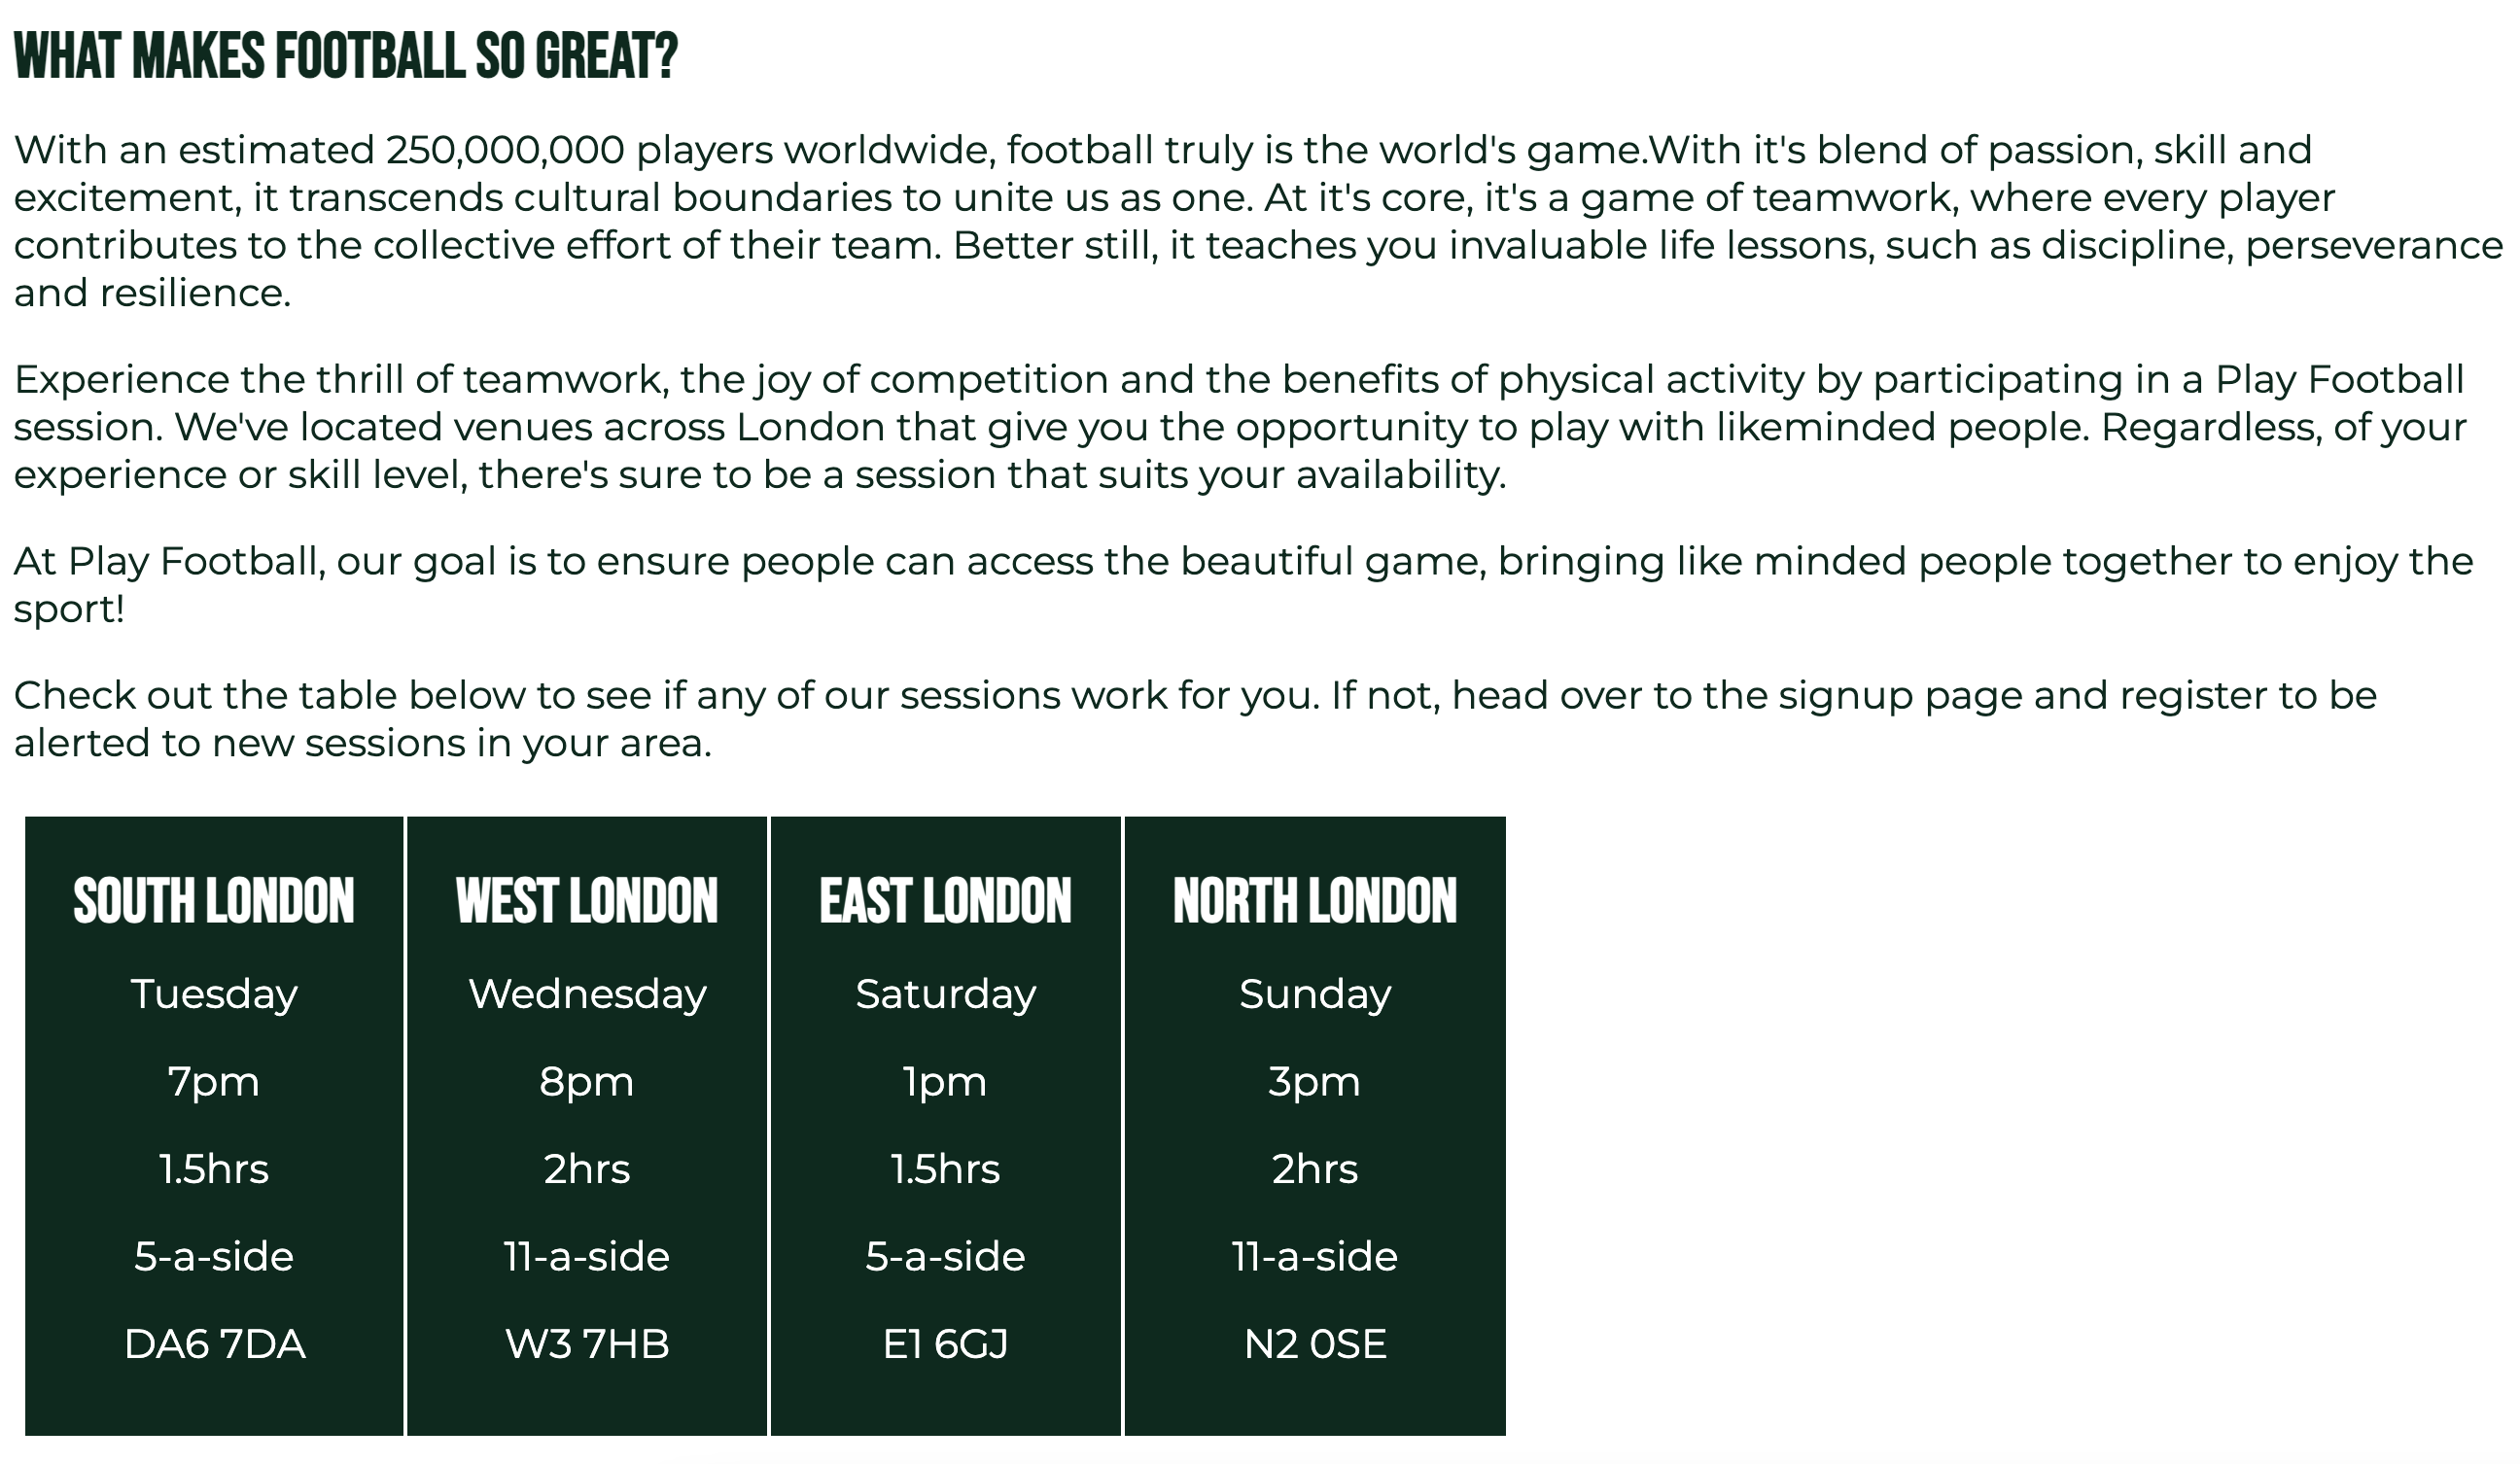 WHAT MAKES FOOTBALL SO GREAT?
With an estimated 250,000,000 players worldwide, football truly is the world's game.With it's blend of passion, skill and
excitement, it transcends cultural boundaries to unite us as one. At it's core, it's a game of teamwork, where every player
contributes to the collective effort of their team. Better still, it teaches you invaluable life lessons, such as discipline, perseverance
and resilience.
Experience the thrill of teamwork, the joy of competition and the benefits of physical activity by participating in a Play Football
session. We've located venues across London that give you the opportunity to play with likeminded people. Regardless, of your
experience or skill level, there's sure to be a session that suits your availability.
At Play Football, our goal is to ensure people can access the beautiful game, bringing like minded people together to enjoy the
sport!
Check out the table below to see if any of our sessions work for you. If not, head over to the signup page and register to be
alerted to new sessions in your area.
SOUTH LONDON WEST LONDON EAST LONDON NORTH LONDON
Tuesday Wednesday Saturday Sunday
7pm 8pm 1pm 3pm
1.5hrs 2hrs 1.5hrs 2hrs
5-a-side 11-a-side 5-a-side 11-a-side
DA6 7DA W3 7HB E1 6GJ N2 0SE